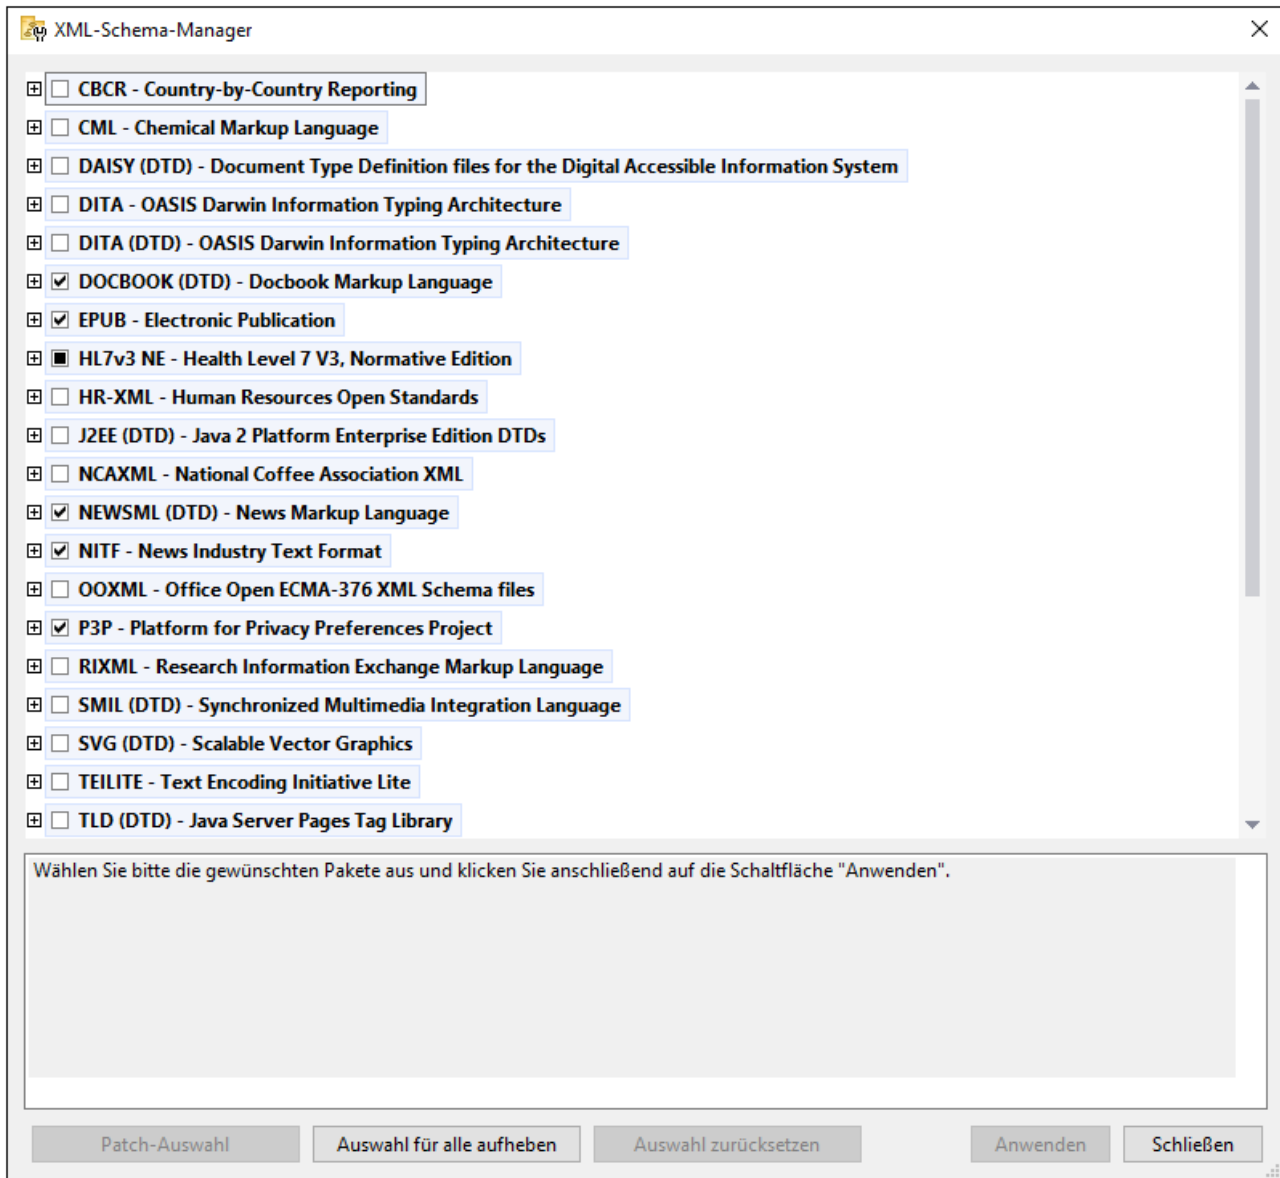 XML-Schema-Manager
CBCR - Country-by-Country Reporting
CML - Chemical Markup Language
DAISY (DTD) - Document Type Definition files for the Digital Accessible Information System
DITA - OASIS Darwin Information Typing Architecture
DITA (DTD) - OASIS Darwin Information Typing Architecture
DOCBOOK (DTD) - Docbook Markup Language
EPUB - Electronic Publication
HL7v3 NE - Health Level 7 V3, Normative Edition
HR-XML - Human Resources Open Standards
J2EE (DTD) - Java 2 Platform Enterprise Edition DTDs
NCAXML - National Coffee Association XML
NEWSML (DTD) - News Markup Language
NITF - News Industry Text Format
OOXML - Office Open ECMA-376 XML Schema files
P3P - Platform for Privacy Preferences Project
RIXML - Research Information Exchange Markup Language
SMIL (DTD) - Synchronized Multimedia Integration Language
SVG (DTD) - Scalable Vector Graphics
TEILITE - Text Encoding Initiative Lite
TLD (DTD) - Java Server Pages Tag Library
Wählen Sie bitte die gewünschten Pakete aus und klicken Sie anschließend auf die Schaltfläche "Anwenden".
Patch-Auswahl Auswahl für alle aufheben Auswahl zurücksetzen Anwenden Schließen